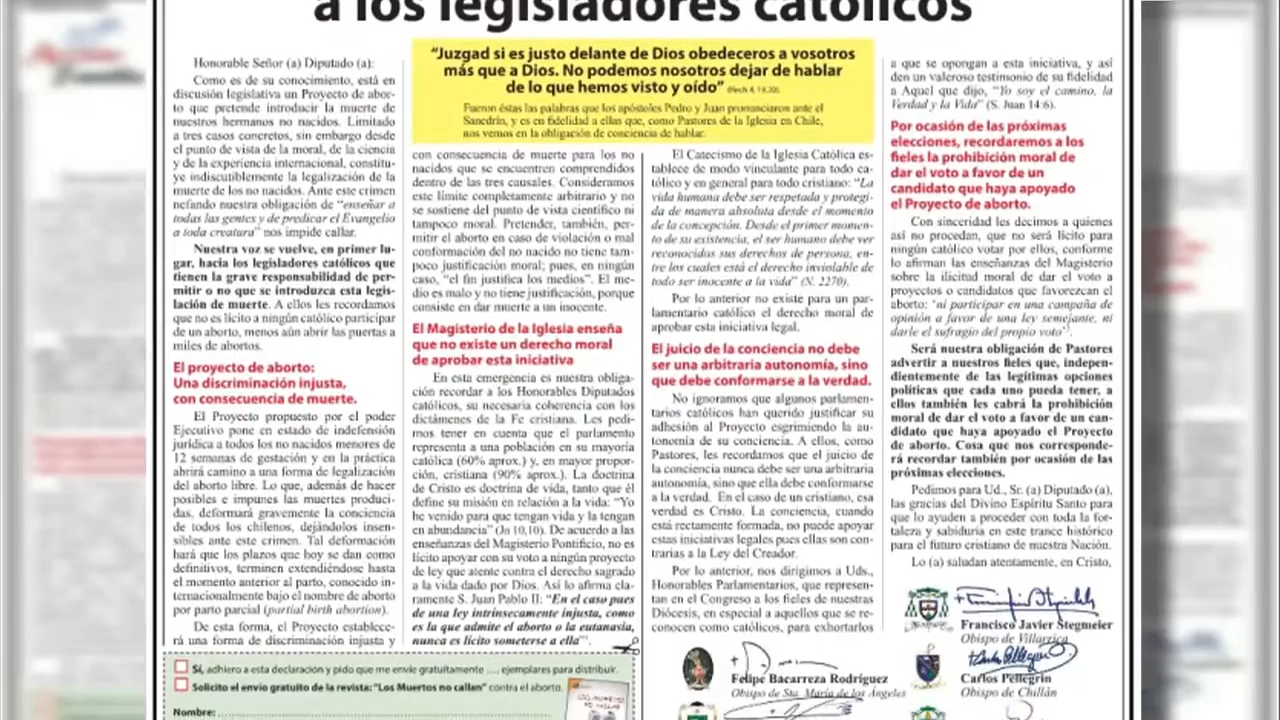 a los legisladores católicos
“Juzgad si es justo delante de Dios obedeceros a vosotros
más que a Dios. No podemos nosotros dejar de hablar
de lo que hemos visto y oído” (Hech 4, 19,20).
Fueron éstas las palabras que los apóstoles Pedro y Juan pronunciaron ante el
Sanedrín, y es en fidelidad a ellas que, como Pastores de la Iglesia en Chile,
nos vemos en la obligación de conciencia de hablar.
Honorable Señor (a) Diputado (a):
Como es de su conocimiento, está en
discusión legislativa un Proyecto de abor-
to que pretende introducir la muerte de
nuestros hermanos no nacidos. Limitado
a tres casos concretos, sin embargo desde
el punto de vista de la moral, de la ciencia
y de la experiencia internacional, constitu-
ye indiscutiblemente la legalización de la
muerte de los no nacidos. Ante este crimen
nefando nuestra obligación de “enseñar a
todas las gentes y de predicar el Evangelio
a toda creatura” nos impide callar.
Nuestra voz se vuelve, en primer lu-
gar, hacia los legisladores católicos que
tienen la grave responsabilidad de per-
mitir o no que se introduzca esta legis-
lación de muerte. A ellos les recordamos
que no es lícito a ningún católico participar
de un aborto, menos aún abrir las puertas a
miles de abortos.
El proyecto de aborto:
Una discriminación injusta,
con consecuencia de muerte.
El Proyecto propuesto por el poder
Ejecutivo pone en estado de indefensión
jurídica a todos los no nacidos menores de
12 semanas de gestación y en la práctica
abrirá camino a una forma de legalización
del aborto libre. Lo que, además de hacer
posibles e impunes las muertes produci-
das, deformará gravemente la conciencia
de todos los chilenos, dejándolos insen-
sibles ante este crimen. Tal deformación
hará que los plazos que hoy se dan como
definitivos, terminen extendiéndose hasta
el momento anterior al parto, conocido in-
ternacionalmente bajo el nombre de aborto
por parto parcial (partial birth abortion).
De esta forma, el Proyecto establece-
rá una forma de discriminación injusta y
con consecuencia de muerte para los no
nacidos que se encuentren comprendidos
dentro de las tres causales. Consideramos
este límite completamente arbitrario y no
se sostiene del punto de vista científico ni
tampoco moral. Pretender, también, per-
mitir el aborto en caso de violación o mal
conformación del no nacido no tiene tam-
poco justificación moral; pues, en ningún
caso, “el fin justifica los medios”. El me-
dio es malo y no tiene justificación, porque
consiste en dar muerte a un inocente.
El Magisterio de la Iglesia enseña
que no existe un derecho moral
de aprobar esta iniciativa
En esta emergencia es nuestra obliga-
ción recordar a los Honorables Diputados
católicos, su necesaria coherencia con los
dictámenes de la Fe cristiana. Les pedi-
mos tener en cuenta que el parlamento
representa a una población en su mayoría
católica (60% aprox.) y, en mayor propor-
ción, cristiana (90% aprox.). La doctrina
de Cristo es doctrina de vida, tanto que él
define su misión en relación a la vida: “Yo
he venido para que tengan vida y la tengan
en abundancia” (Jn 10,10). De acuerdo a las
enseñanzas del Magisterio Pontificio, no es
lícito apoyar con su voto a ningún proyecto
de ley que atente contra el derecho sagrado
a la vida dado por Dios. Así lo afirma cla-
ramente S. Juan Pablo II: “En el caso pues
de una ley intrínsecamente injusta, como
es la que admite el aborto o la eutanasia,
nunca es lícito someterse a ella”¹.
El Catecismo de la Iglesia Católica es-
tablece de modo vinculante para todo ca-
tólico y en general para todo cristiano: “La
vida humana debe ser respetada y protegi-
da de manera absoluta desde el momento
de la concepción. Desde el primer momen-
to de su existencia, el ser humano debe ver
reconocidos sus derechos de persona, en-
tre los cuales está el derecho inviolable de
todo ser inocente a la vida” (N. 2270).
Por lo anterior no existe para un par-
lamentario católico el derecho moral de
aprobar esta iniciativa legal.
El juicio de la conciencia no debe
ser una arbitraria autonomía, sino
que debe conformarse a la verdad.
No ignoramos que algunos parlamen-
tarios católicos han querido justificar su
adhesión al Proyecto esgrimiendo la au-
tonomía de su conciencia. A ellos, como
Pastores, les recordamos que el juicio de
la conciencia nunca debe ser una arbitraria
autonomía, sino que ella debe conformarse
a la verdad. En el caso de un cristiano, esa
verdad es Cristo. La conciencia, cuando
está rectamente formada, no puede apoyar
estas iniciativas legales pues ellas son con-
trarias a la Ley del Creador.
Por lo anterior, nos dirigimos a Uds.,
Honorables Parlamentarios, que represen-
tan en el Congreso a los fieles de nuestras
Diócesis, en especial a aquellos que se re-
conocen como católicos, para exhortarlos
a que se opongan a esta iniciativa, y así
den un valeroso testimonio de su fidelidad
a Aquel que dijo, “Yo soy el camino, la
Verdad y la Vida” (S. Juan 14:6).
Por ocasión de las próximas
elecciones, recordaremos a los
fieles la prohibición moral de
dar el voto a favor de un
candidato que haya apoyado
el Proyecto de aborto.
Con sinceridad les decimos a quienes
así no procedan, que no será lícito para
ningún católico votar por ellos, conforme
lo afirman las enseñanzas del Magisterio
sobre la ilicitud moral de dar el voto a
proyectos o candidatos que favorezcan el
aborto: “ni participar en una campaña de
opinión a favor de una ley semejante, ni
darle el sufragio del propio voto”².
Será nuestra obligación de Pastores
advertir a nuestros fieles que, indepen-
dientemente de las legítimas opciones
políticas que cada uno pueda tener, a
ellos también les cabrá la prohibición
moral de dar el voto a favor de un can-
didato que haya apoyado el Proyecto
de aborto. Cosa que nos corresponde-
rá recordar también por ocasión de las
próximas elecciones.
Pedimos para Ud., Sr. (a) Diputado (a),
las gracias del Divino Espíritu Santo para
que lo ayuden a proceder con toda la for-
taleza y sabiduría en este trance histórico
para el futuro cristiano de nuestra Nación.
Lo (a) saludan atentamente, en Cristo,
Francisco Javier Stegmeier
Obispo de Villarrica
Felipe Bacarreza Rodríguez
Obispo de Sta. María de los Ángeles
Carlos Pellegrin
Obispo de Chillán
Sí, adhiero a esta declaración y pido que me envíe gratuitamente .... ejemplares para distribuir.
Solicito el envío gratuito de la revista: “Los Muertos no callan” contra el aborto.
Nombre: